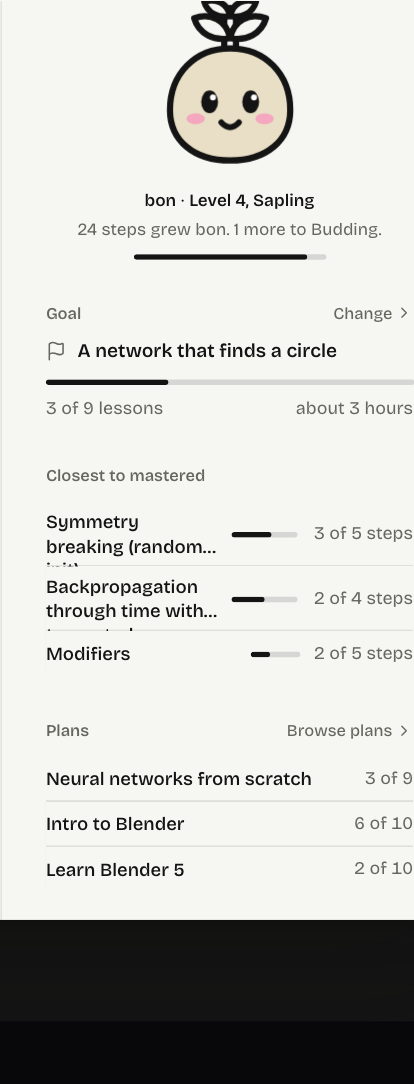 bon · Level 4, Sapling
24 steps grew bon. 1 more to Budding.
Goal
Change
A network that finds a circle
3 of 9 lessons
about 3 hours
Closest to mastered
Symmetry
breaking (random...
3 of 5 steps
Backpropagation
through time with...
2 of 4 steps
Modifiers
2 of 5 steps
Plans
Browse plans
Neural networks from scratch
3 of 9
Intro to Blender
6 of 10
Learn Blender 5
2 of 10